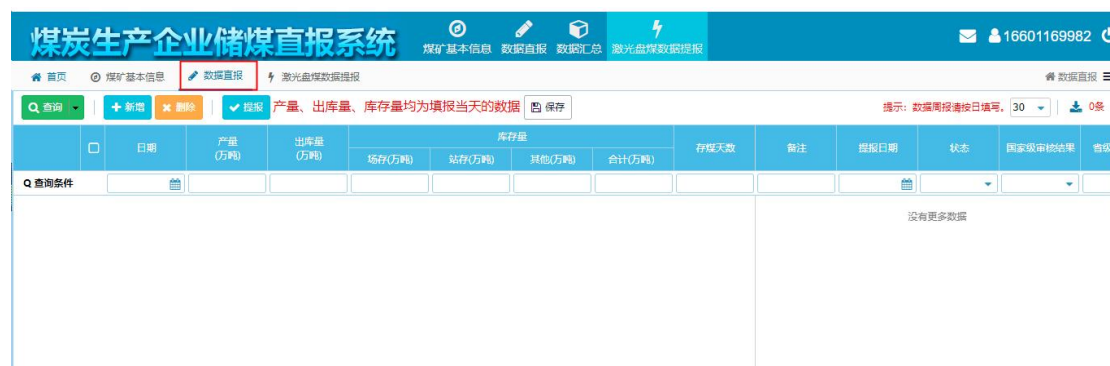 煤炭生产企业储煤直报系统
煤矿基本信息 数据直报 数据汇总 激光盘煤数据提报
16601169982
首页 煤矿基本信息 数据直报 激光盘煤数据提报
数据直报
查询 新增 删除 提报 产量、出库量、库存量均为填报当天的数据 保存
提示：数据周报请按日填写。 30 0条
日期 产量(万吨) 出库量(万吨) 库存量 存煤天数 备注 提报日期 状态 国家级审核结果 省级
场存(万吨) 站存(万吨) 其他(万吨) 合计(万吨)
查询条件
没有更多数据